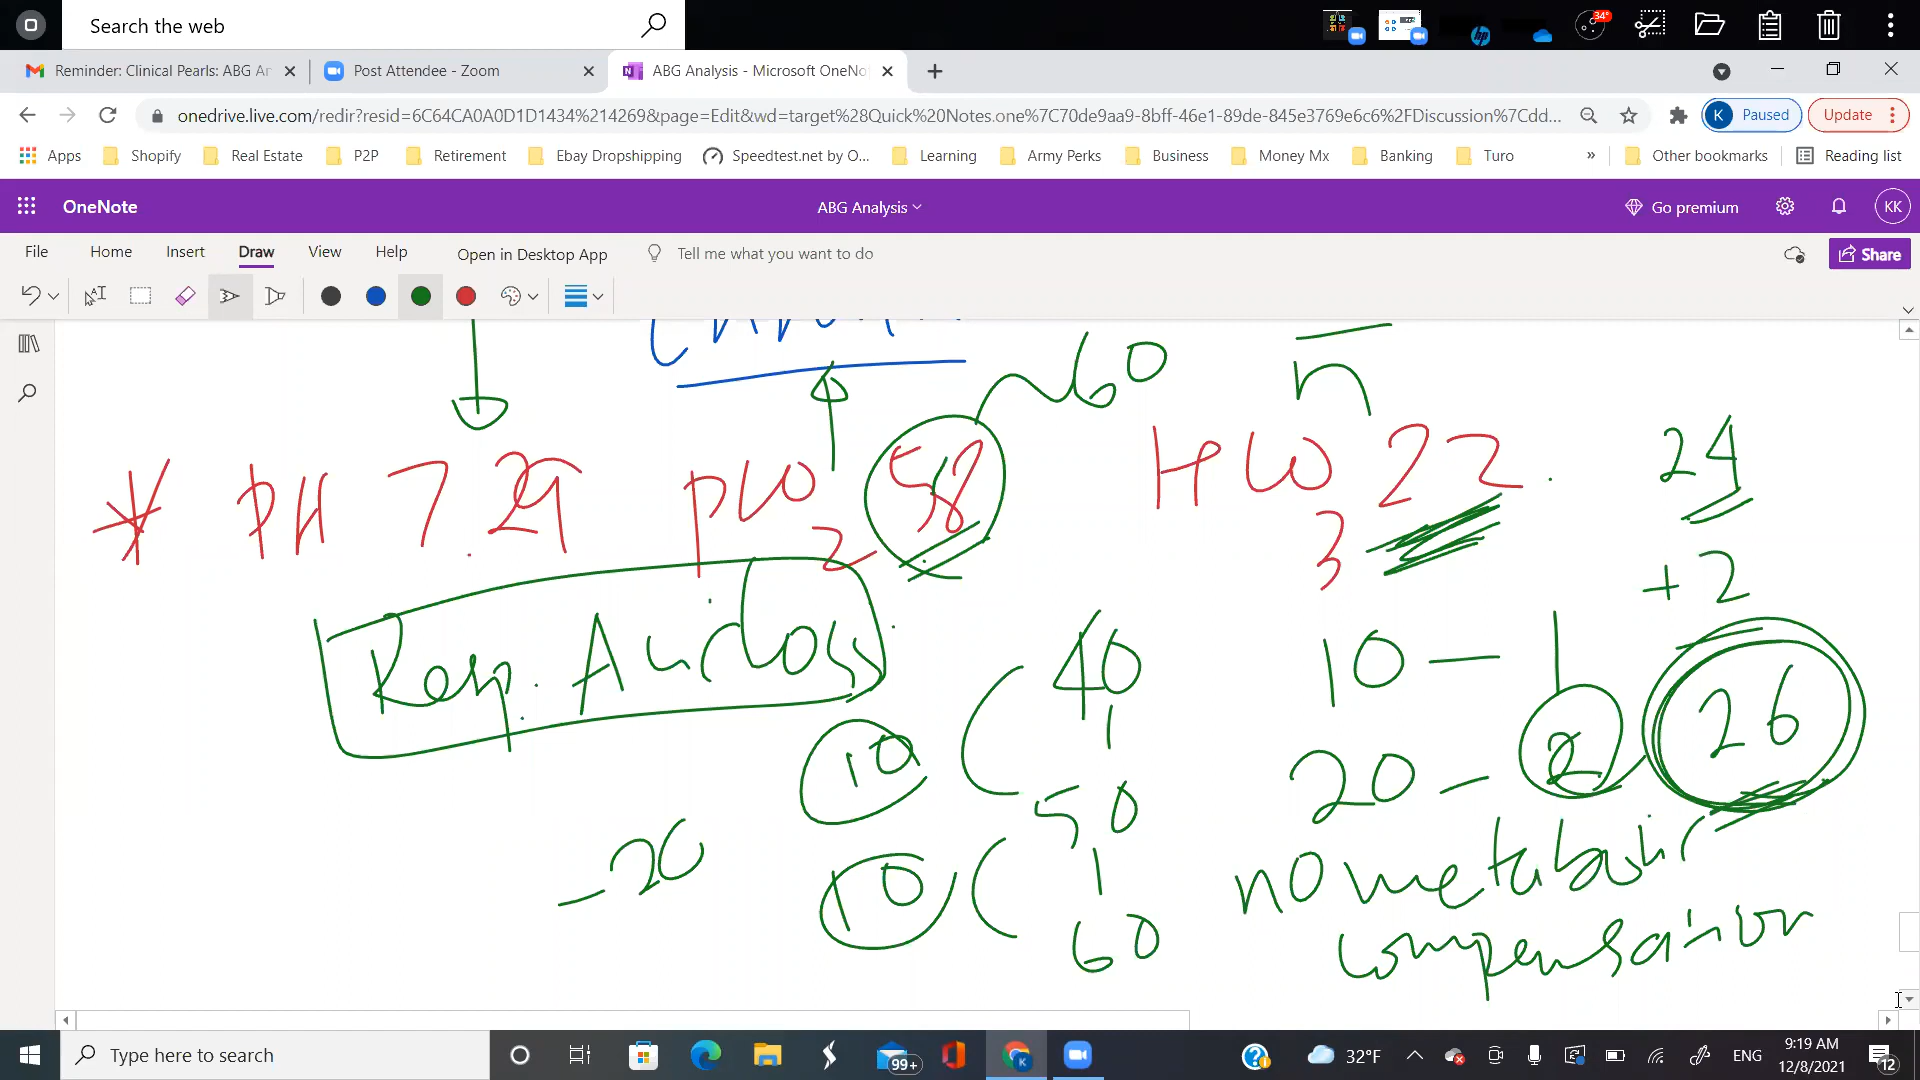 Search the web
34°
Reminder: Clinical Pearls: ABG Ar
Post Attendee - Zoom
ABG Analysis - Microsoft OneNo
onedrive.live.com/redir?resid=6C64CA0A0D1D1434%214269&page=Edit&wd=target%28Quick%20Notes.one%7C70de9aa9-8bff-46e1-89de-845e3769e6c6%2FDiscussion%7Cdd...
K Paused
Update
Apps Shopify Real Estate P2P Retirement Ebay Dropshipping Speedtest.net by O... Learning Army Perks Business Money Mx Banking Turo » Other bookmarks Reading list
OneNote
ABG Analysis
Go premium
KK
File Home Insert Draw View Help Open in Desktop App Tell me what you want to do
Share
60 n
* PH 7.29 pCO2 58 HCO3 22. 24
+2
Resp. Acidosis
40 10 - 1
26
10
50 20 - 2
- 20
10
60
no metabolic
compensation
Type here to search
99+
32°F
ENG
9:19 AM
12/8/2021
12